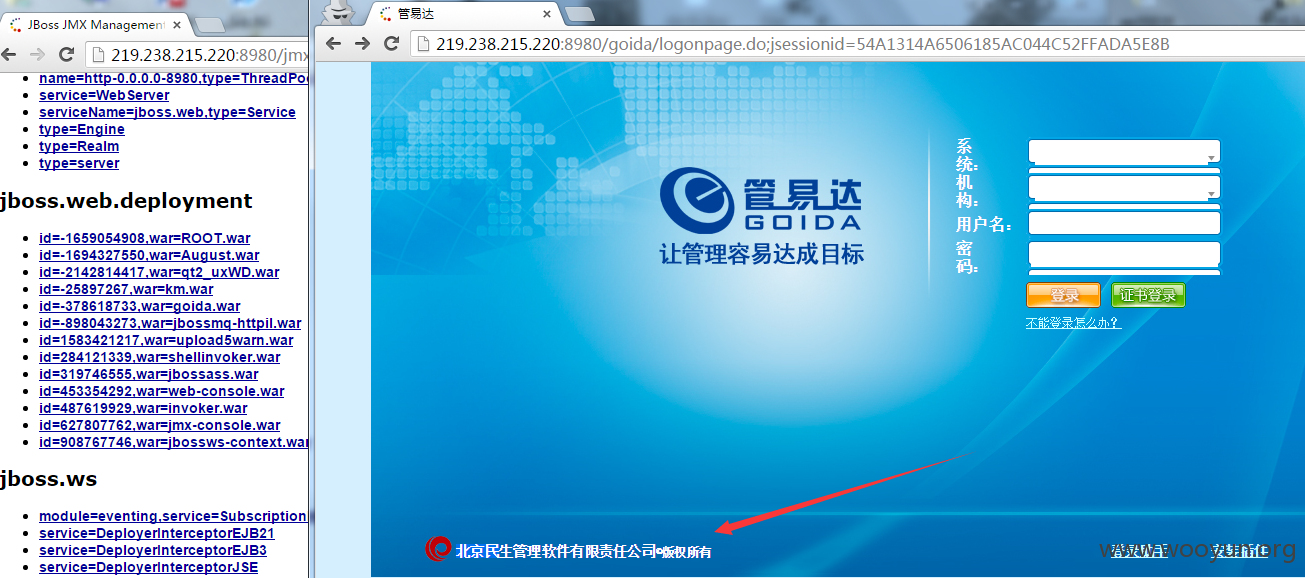 JBoss JMX Management
219.238.215.220:8980/jmx
name=http-0.0.0.0-8980,type=ThreadPoo
service=WebServer
serviceName=jboss.web,type=Service
type=Engine
type=Realm
type=server
jboss.web.deployment
id=-1659054908,war=ROOT.war
id=-1694327550,war=August.war
id=-2142814417,war=qt2_uxWD.war
id=-25897267,war=km.war
id=-378618733,war=goida.war
id=-898043273,war=jbossmq-httpil.war
id=1583421217,war=upload5warn.war
id=284121339,war=shellinvoker.war
id=319746555,war=jbossass.war
id=453354292,war=web-console.war
id=487619929,war=invoker.war
id=627807762,war=jmx-console.war
id=908767746,war=jbossws-context.war
jboss.ws
module=eventing,service=Subscription
service=DeployerInterceptorEJB21
service=DeployerInterceptorEJB3
service=DeployerInterceptorJSE
管易达
219.238.215.220:8980/goida/logonpage.do;jsessionid=54A1314A6506185AC044C52FFADA5E8B
管易达
GOIDA
让管理容易达成目标
系统:
机构:
用户名:
密码:
登录 证书登录
不能登录怎么办?
北京民生管理软件有限责任公司©版权所有
www.wooyun.org